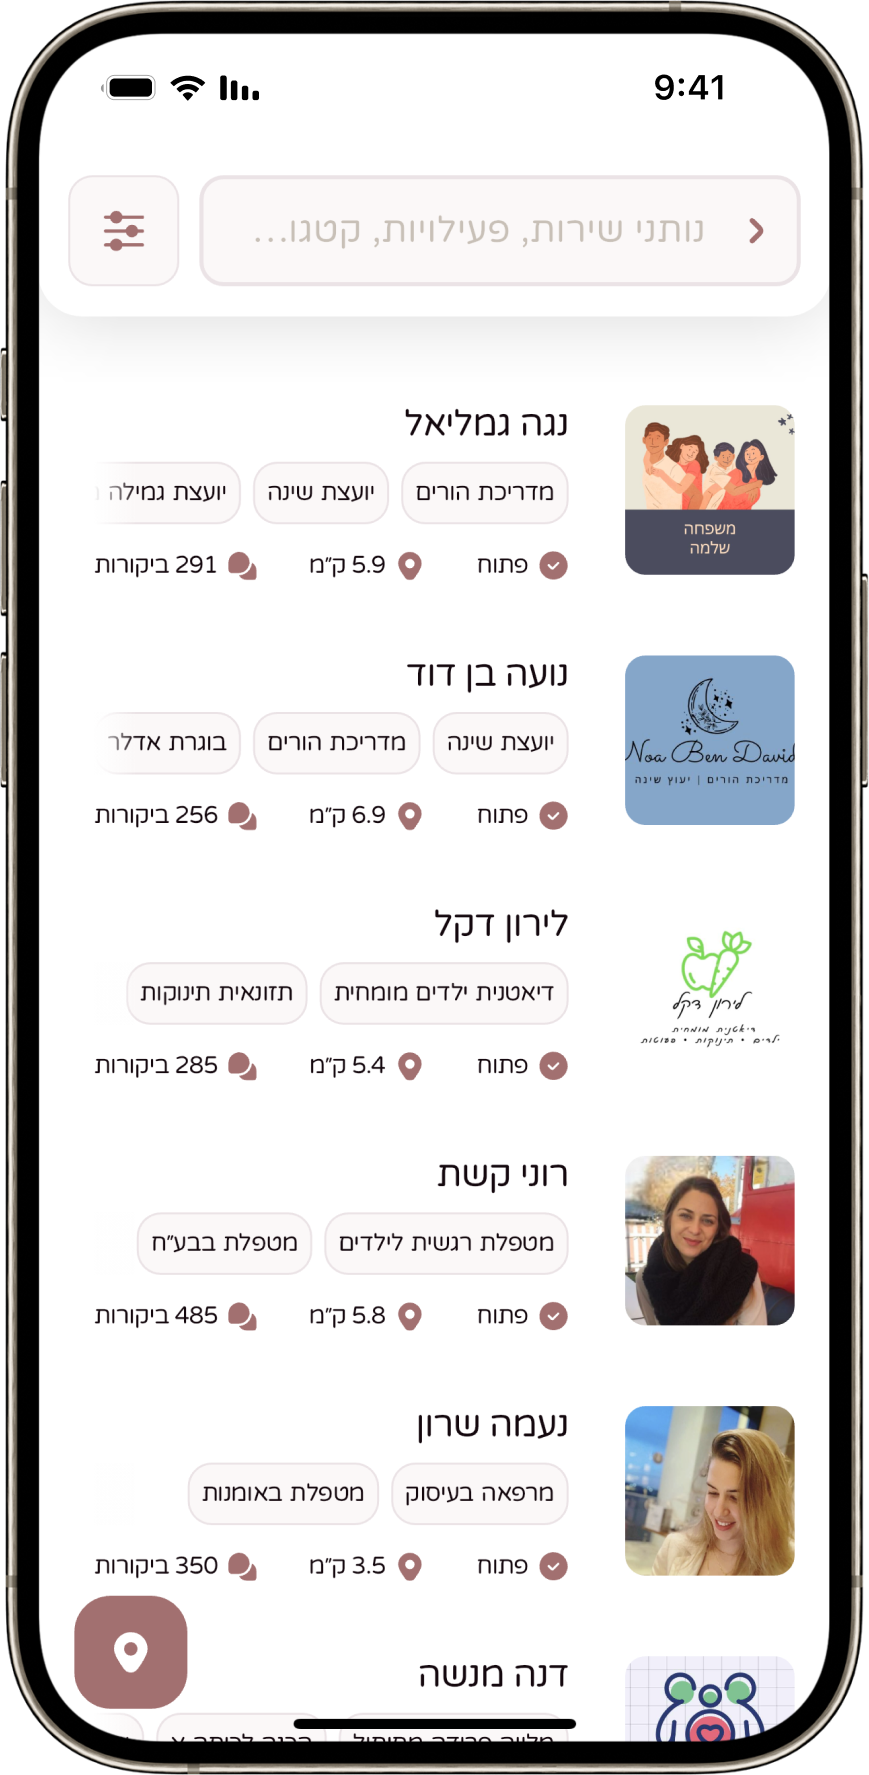 9:41
נותני שירות, פעילויות, קטגו...
נגה גמליאל
מדריכת הורים
יועצת שינה
יועצת גמילה
פתוח
5.9 ק״מ
291 ביקורות
משפחה
שלמה
נועה בן דוד
יועצת שינה
מדריכת הורים
בוגרת אדלר
פתוח
6.9 ק״מ
256 ביקורות
Noa Ben David
מדריכת הורים | יעוץ שינה
לירון דקל
דיאטנית ילדים מומחית
תזונאית תינוקות
פתוח
5.4 ק״מ
285 ביקורות
לירון דקל
דיאטנית מומחית
ילדים • תינוקות • פעוטות
רוני קשת
מטפלת רגשית לילדים
מטפלת בבע״ח
פתוח
5.8 ק״מ
485 ביקורות
נעמה שרון
מרפאה בעיסוק
מטפלת באומנות
פתוח
3.5 ק״מ
350 ביקורות
דנה מנשה